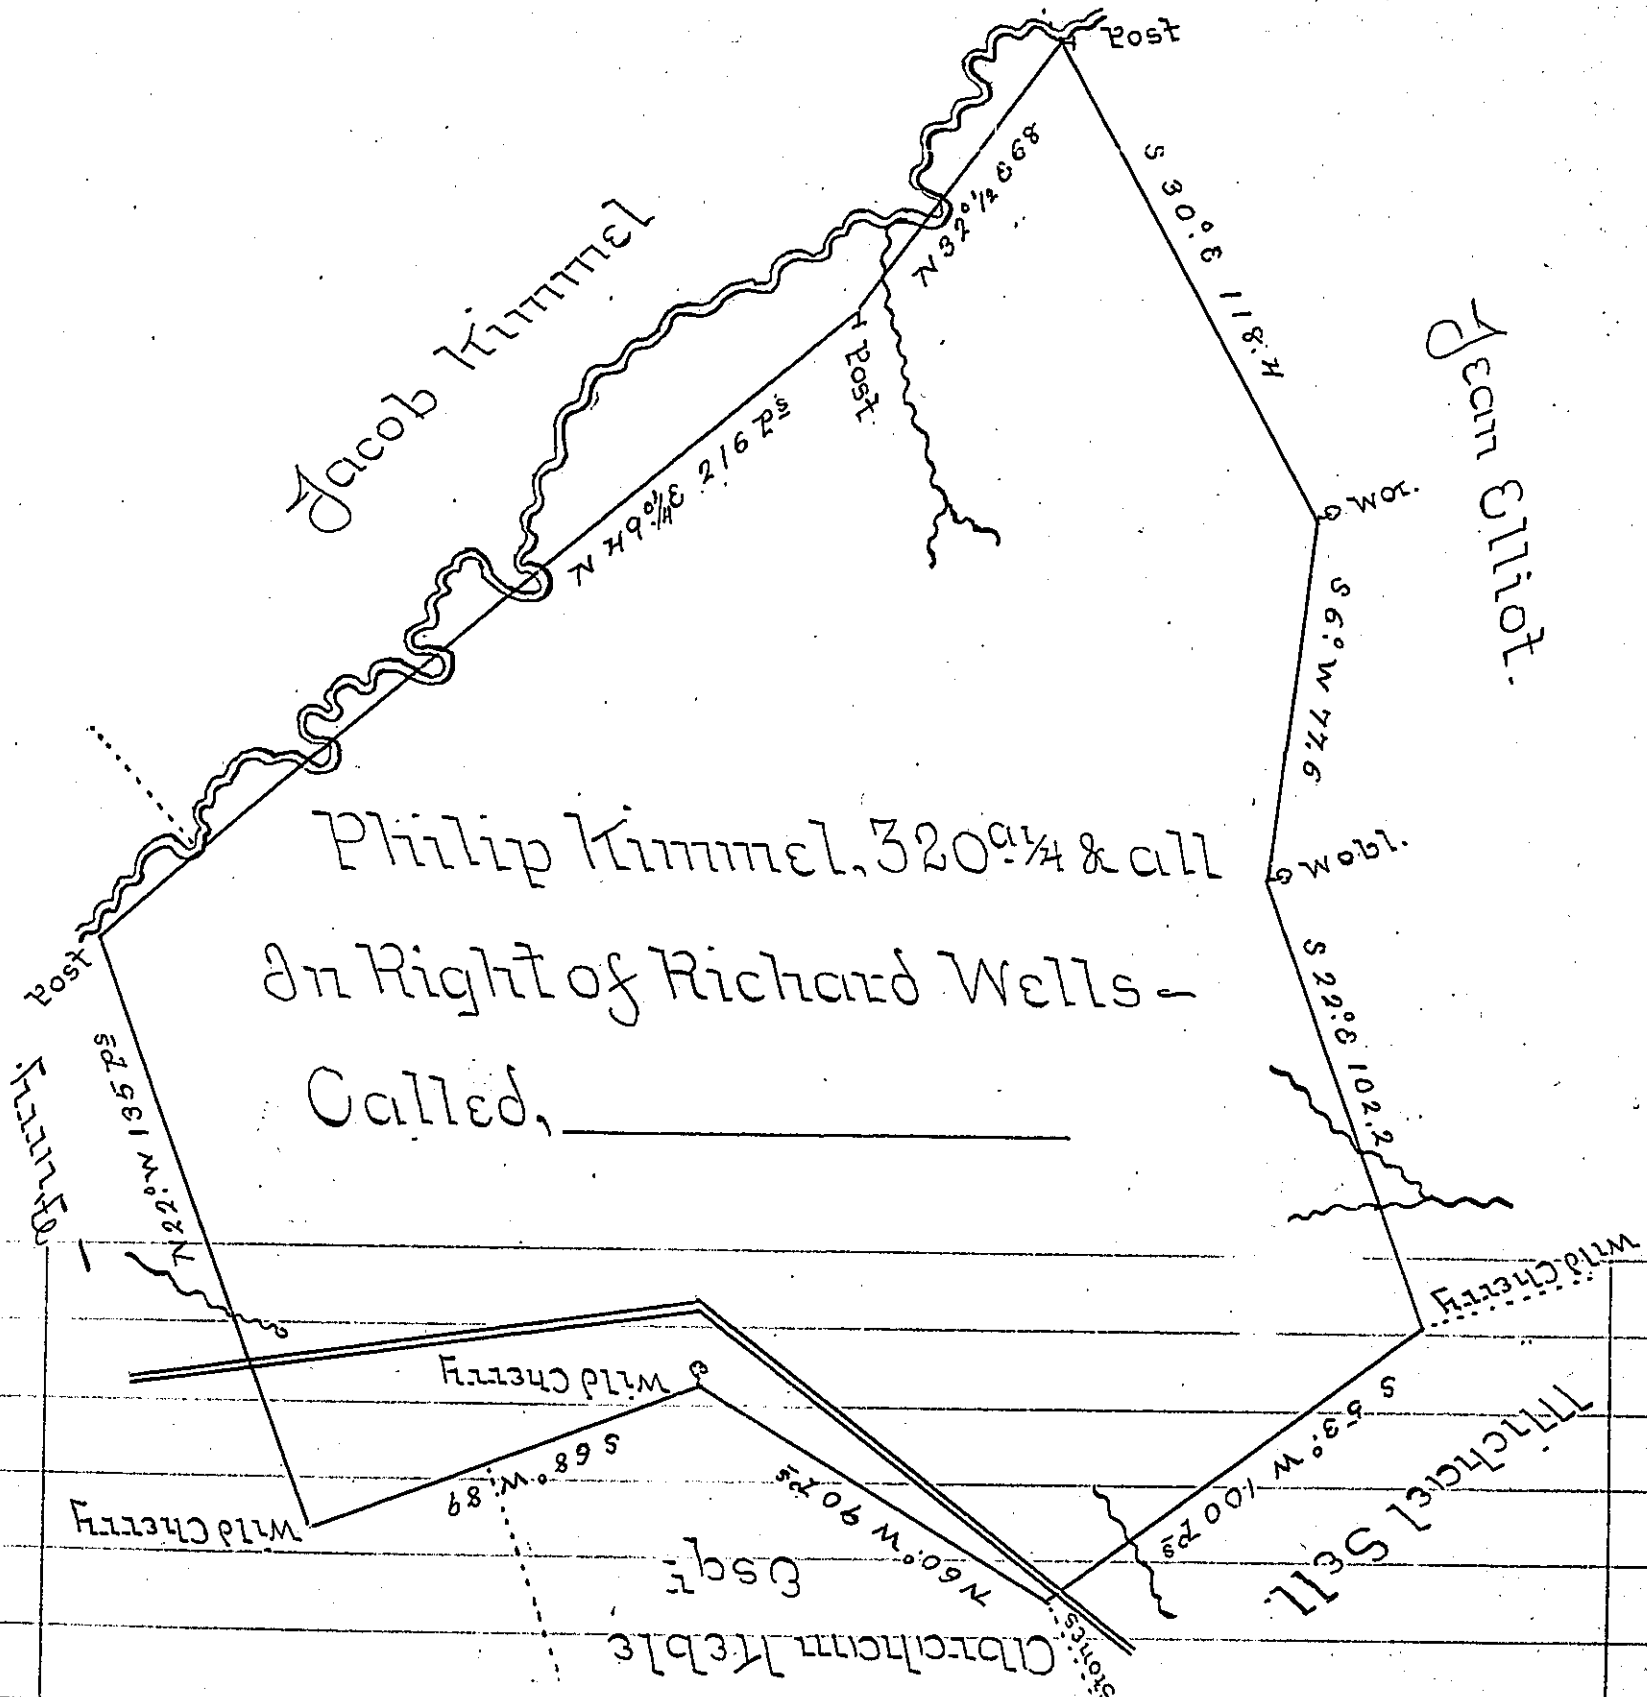 Post
N 32°½ E 68
S 30.° E 118.4
Jacob Kimmel
Post
N 49°¼ E 216 Ps
Jean Elliot.
W.O.
S 6.° W 77.6
Philip Kimmel, 320a.¼ & all
W.O.bl.
In Right of Richard Wells -
Post
S 22.° E 102.2
Called,
N 22.° W 135 Ps
Wild Cherry
Wild Cherry
S 53.° W 100 Ps
Michael Sell.
S 68° W. 89
N 60.° W 90 Ps
Wild Cherry
Stones
Abraham Keble
Esqr